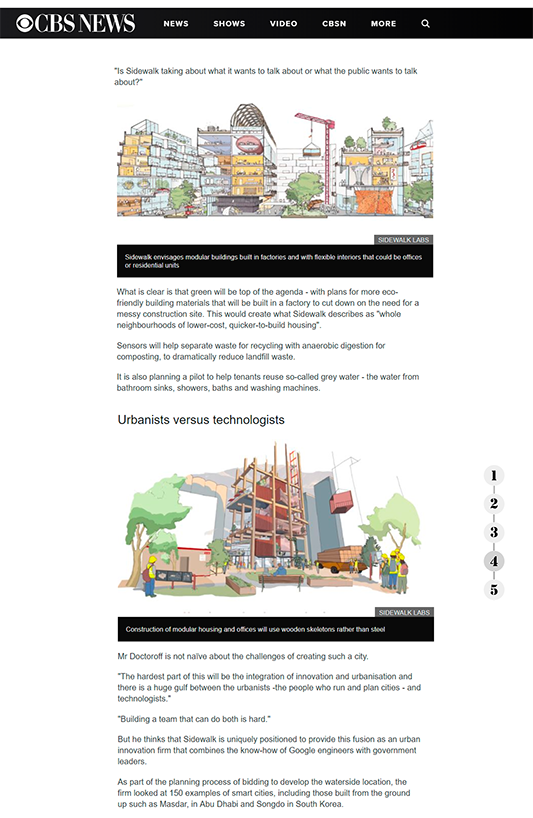 CBS NEWS NEWS SHOWS VIDEO CBSN MORE
"Is Sidewalk taking about what it wants to talk about or what the public wants to talk
about?"
SIDEWALK LABS
Sidewalk envisages modular buildings built in factories and with flexible interiors that could be offices
or residential units
What is clear is that green will be top of the agenda - with plans for more eco-
friendly building materials that will be built in a factory to cut down on the need for a
messy construction site. This would create what Sidewalk describes as "whole
neighbourhoods of lower-cost, quicker-to-build housing".
Sensors will help separate waste for recycling with anaerobic digestion for
composting, to dramatically reduce landfill waste.
It is also planning a pilot to help tenants reuse so-called grey water - the water from
bathroom sinks, showers, baths and washing machines.
Urbanists versus technologists
1
2
3
4
5
SIDEWALK LABS
Construction of modular housing and offices will use wooden skeletons rather than steel
Mr Doctoroff is not naïve about the challenges of creating such a city.
"The hardest part of this will be the integration of innovation and urbanisation and
there is a huge gulf between the urbanists -the people who run and plan cities - and
technologists."
"Building a team that can do both is hard."
But he thinks that Sidewalk is uniquely positioned to provide this fusion as an urban
innovation firm that combines the know-how of Google engineers with government
leaders.
As part of the planning process of bidding to develop the waterside location, the
firm looked at 150 examples of smart cities, including those built from the ground
up such as Masdar, in Abu Dhabi and Songdo in South Korea.